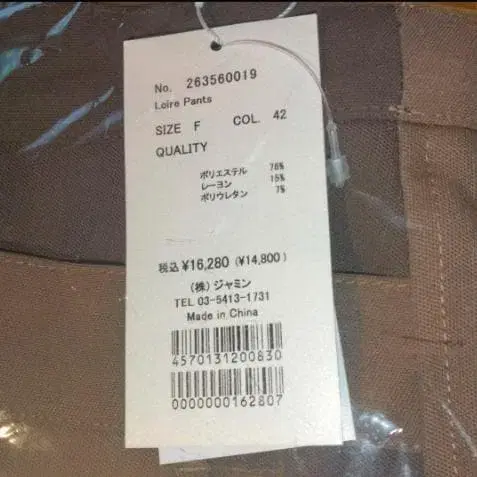 No. 263560019
Loire Pants
SIZE F COL. 42
QUALITY
ポリエステル 78%
レーヨン 15%
ポリウレタン 7%
税込 ¥16,280 (¥14,800)
(株) ジャミン
TEL 03-5413-1731
Made in China
4570131200830
0000000162807